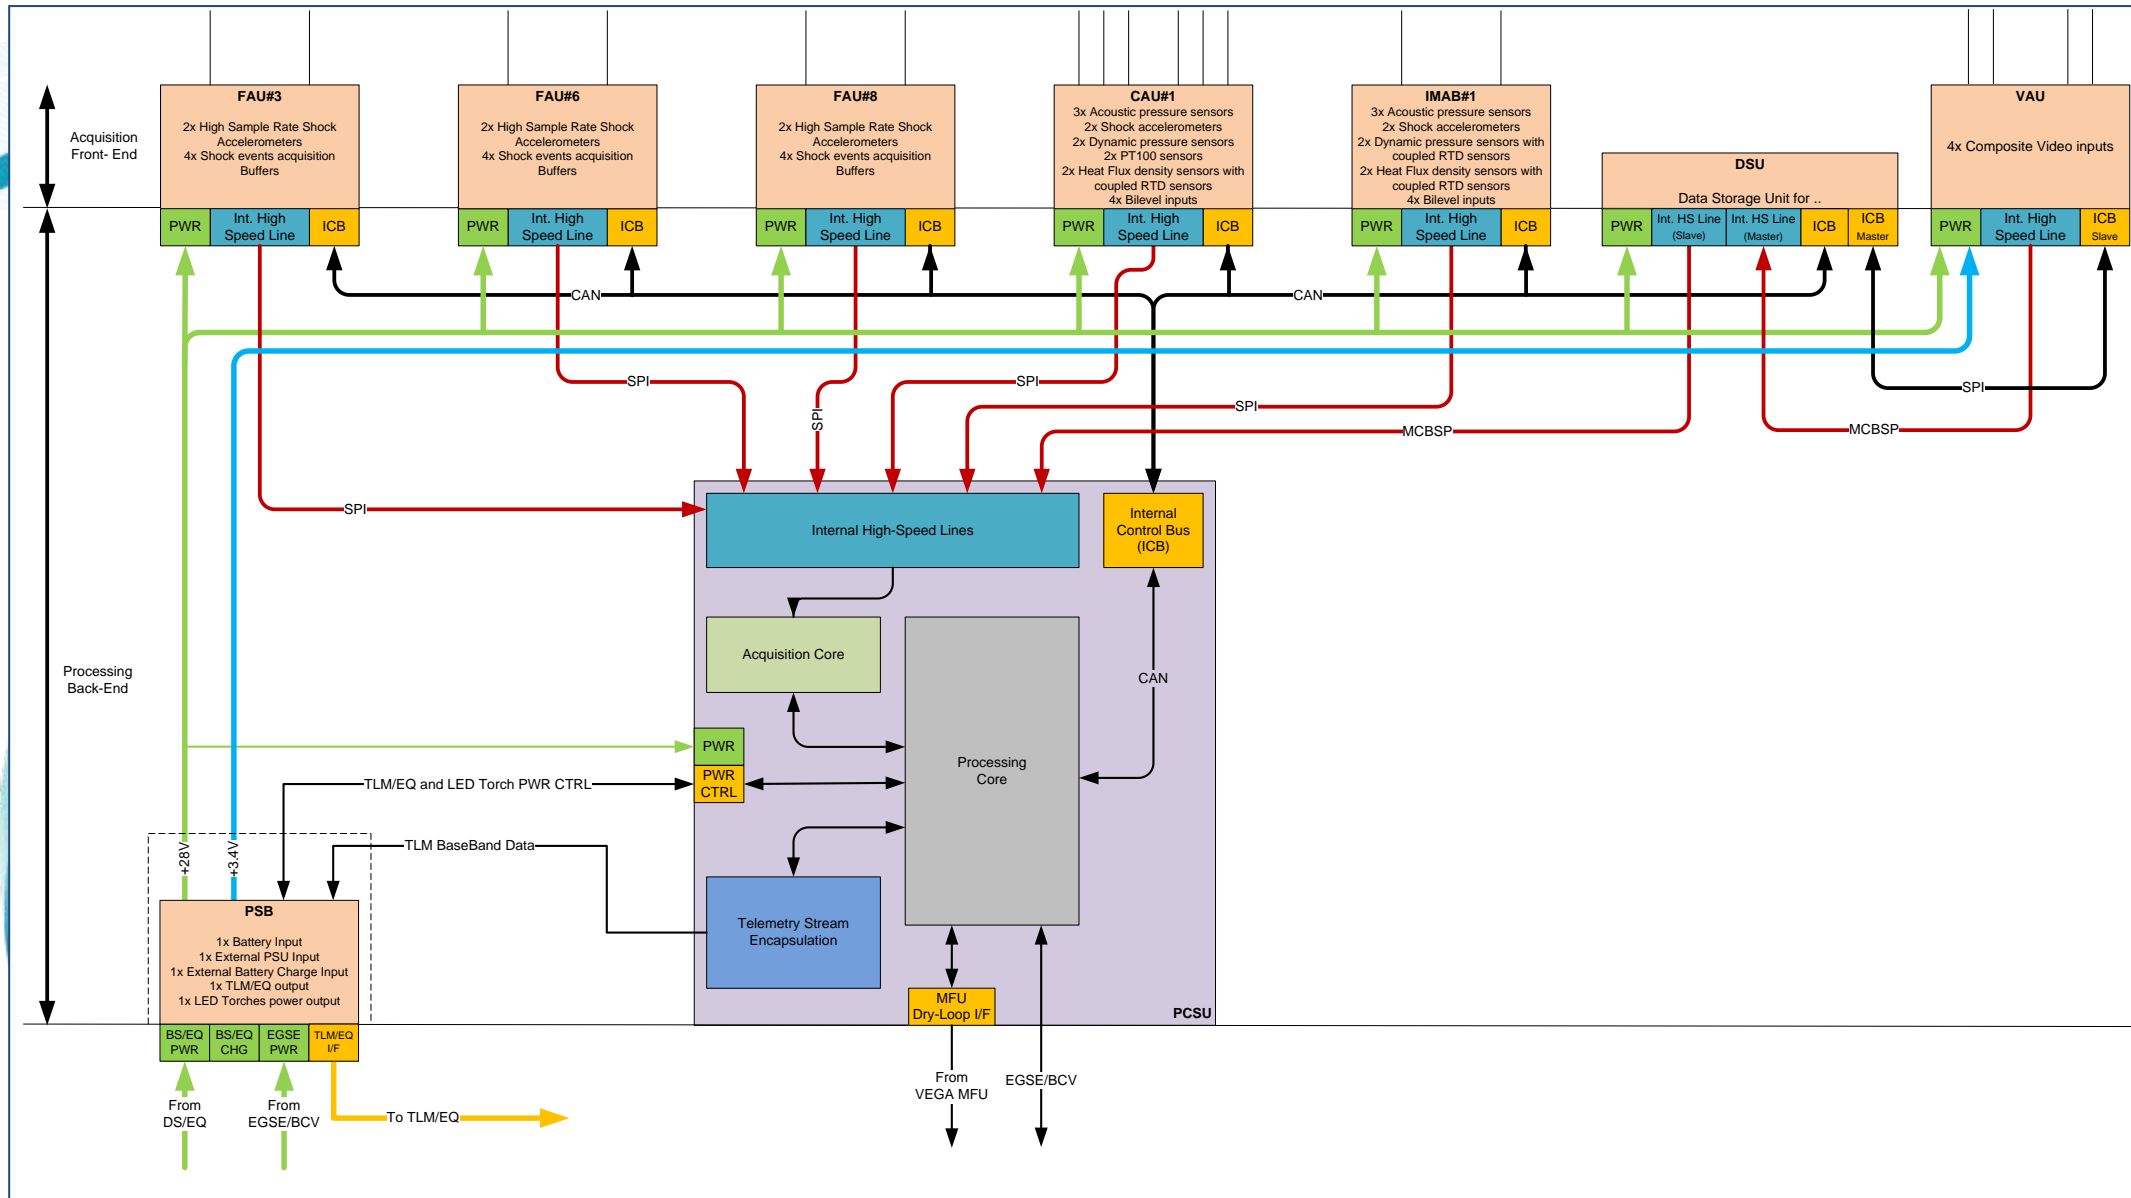 FAU#3
2x High Sample Rate Shock
Accelerometers
4x Shock events acquisition
Buffers
PWR
Int. High
Speed Line
ICB
FAU#6
2x High Sample Rate Shock
Accelerometers
4x Shock events acquisition
Buffers
PWR
Int. High
Speed Line
ICB
FAU#8
2x High Sample Rate Shock
Accelerometers
4x Shock events acquisition
Buffers
PWR
Int. High
Speed Line
ICB
CAU#1
3x Acoustic pressure sensors
2x Shock accelerometers
2x Dynamic pressure sensors
2x PT100 sensors
2x Heat Flux density sensors with
coupled RTD sensors
4x Bilevel inputs
PWR
Int. High
Speed Line
ICB
IMAB#1
3x Acoustic pressure sensors
2x Shock accelerometers
2x Dynamic pressure sensors with
coupled RTD sensors
2x Heat Flux density sensors with
coupled RTD sensors
4x Bilevel inputs
PWR
Int. High
Speed Line
ICB
DSU
Data Storage Unit for ..
PWR
Int. HS Line
(Slave)
Int. HS Line
(Master)
ICB
ICB
Master
VAU
4x Composite Video inputs
PWR
Int. High
Speed Line
ICB
Slave
Acquisition
Front- End
CAN
CAN
SPI
SPI
SPI
SPI
SPI
MCBSP
MCBSP
SPI
Internal High-Speed Lines
Internal
Control Bus
(ICB)
Acquisition Core
Processing
Core
CAN
Processing
Back-End
PWR
PWR
CTRL
TLM/EQ and LED Torch PWR CTRL
TLM BaseBand Data
+28V
+3.4V
Telemetry Stream
Encapsulation
MFU
Dry-Loop I/F
PCSU
PSB
1x Battery Input
1x External PSU Input
1x External Battery Charge Input
1x TLM/EQ output
1x LED Torches power output
BS/EQ
PWR
BS/EQ
CHG
EGSE
PWR
TLM/EQ
I/F
From
DS/EQ
From
EGSE/BCV
To TLM/EQ
From
VEGA MFU
EGSE/BCV